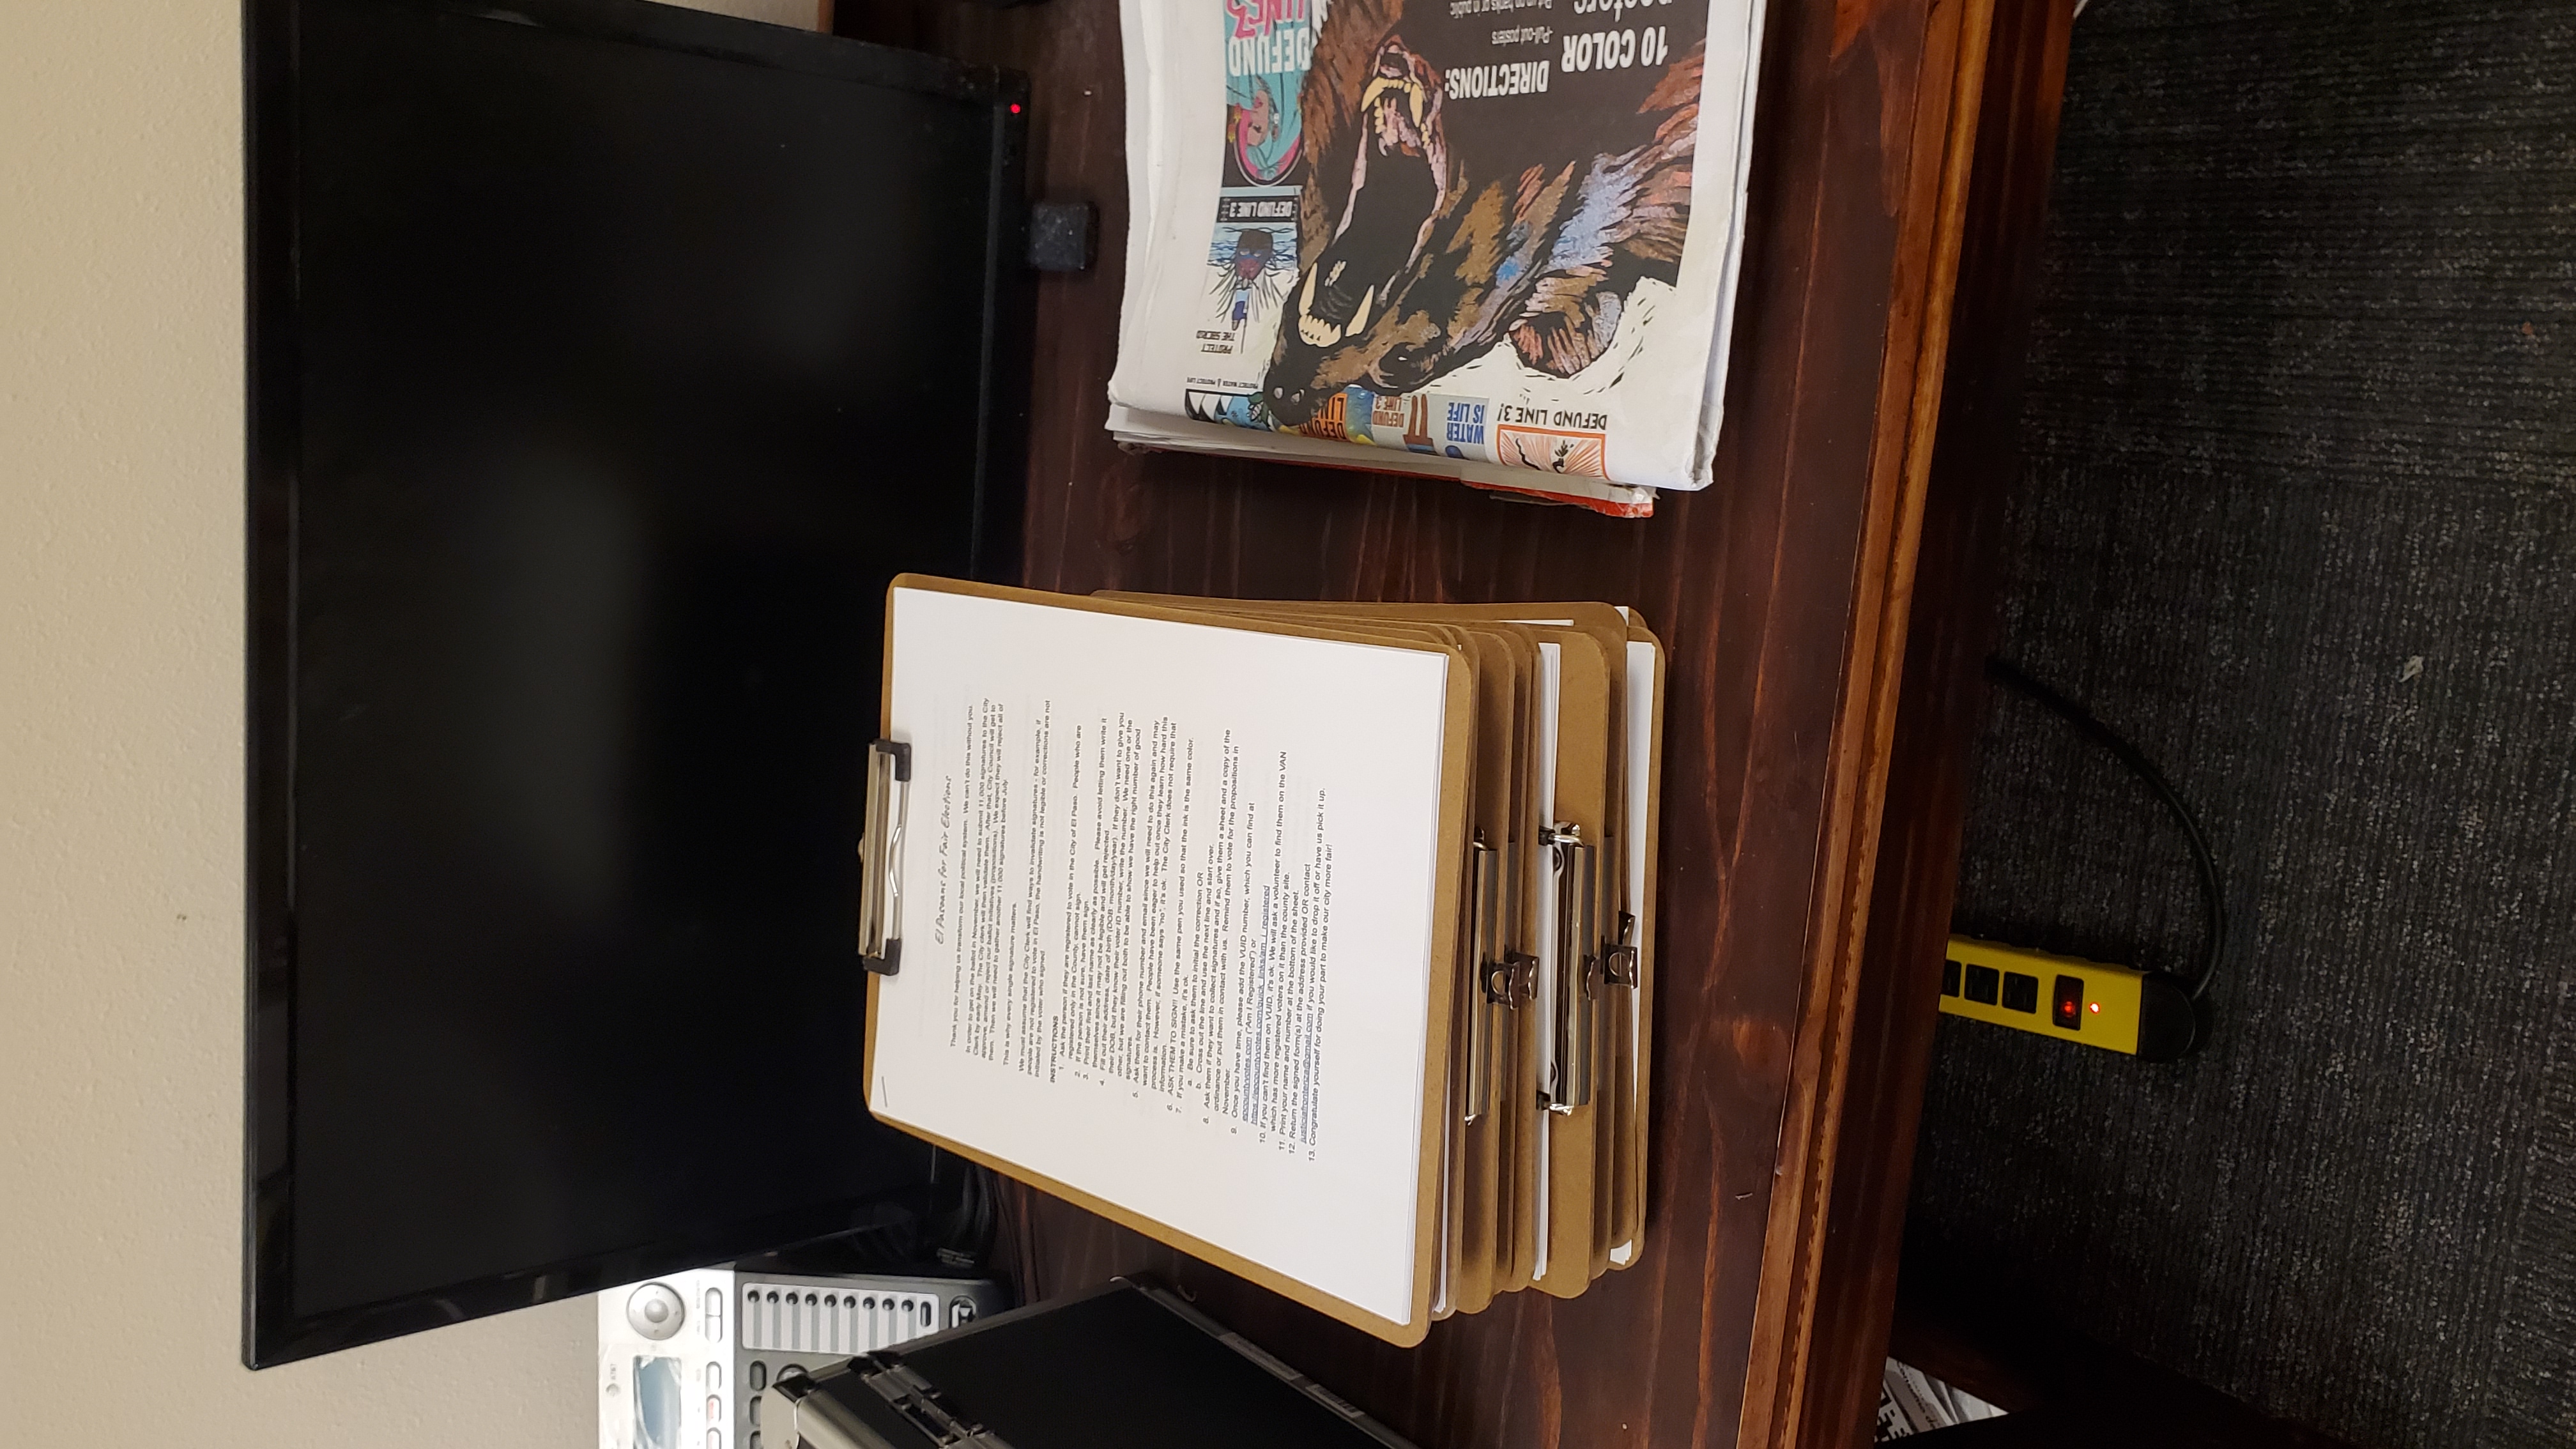 AT&T
El Pasoans for Fair Elections
Thank you for helping us transform our local political system. We can't do this without you.
In order to get on the ballot in November, we will need to submit 11,000 signatures to the City
Clerk by early May. The City clerk will then validate them. After that, City Council will get to
approve, amend or reject our ballot initiatives (propositions). We expect they will reject all of
them. Then we will need to gather another 11,000 signatures before July.
This is why every single signature matters.
We must assume that the City Clerk will find ways to invalidate signatures - for example, if
people are not registered to vote in El Paso, the handwriting is not legible or corrections are not
initialed by the voter who signed.
INSTRUCTIONS
1. Ask the person if they are registered to vote in the City of El Paso. People who are
registered only in the County, cannot sign.
2. If the person is not sure, have them sign.
3. Print their first and last name as clearly as possible. Please avoid letting them write it
themselves since it may not be legible and will get rejected.
4. Fill out their address, date of birth (DOB: month/day/year). If they don't want to give you
their DOB, but they know their voter ID number, write the number. We need one or the
other, but we are filling out both to be able to show we have the right number of good
signatures.
5. Ask them for their phone number and email since we will need to do this again and may
want to contact them. People have been eager to help out once they learn how hard this
process is. However, if someone says "no", it's ok. The City Clerk does not require that
information.
6. ASK THEM TO SIGN!! Use the same pen you used so that the ink is the same color.
7. If you make a mistake, it's ok.
a. Be sure to ask them to initial the correction OR
b. Cross out the line and use the next line and start over.
8. Ask them if they want to collect signatures and if so, give them a sheet and a copy of the
ordinance or put them in contact with us. Remind them to vote for the propositions in
November.
9. Once you have time, please add the VUID number, which you can find at
epcountyvotes.com ("Am I Registered") or
https://epcountyvotes.com/quick_links/am_i_registered
10. If you can't find them on VUID, it's ok. We will ask a volunteer to find them on the VAN
which has more registered voters on it than the county site.
11. Print your name and number at the bottom of the sheet.
12. Return the signed form(s) at the address provided OR contact
justiciafronteriza@gmail.com if you would like to drop it off or have us pick it up.
13. Congratulate yourself for doing your part to make our city more fair!
PROTECT
THE SACRED
DEFUND LINE 3
DEFUND
LINE 3
DEFUND
WATER
IS LIFE
DEFUND LINE 3!
10 COLOR
DIRECTIONS:
-Pull-out posters